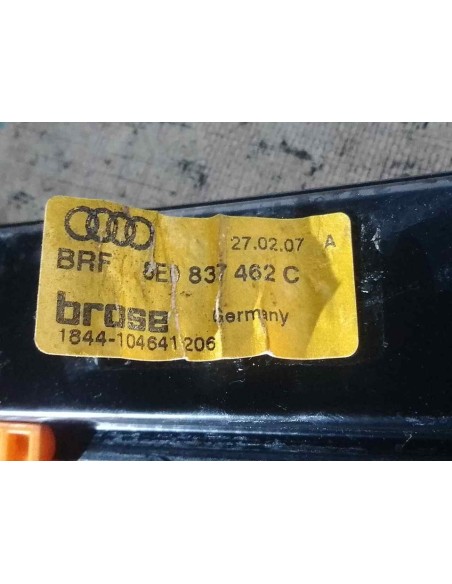 27.02.07 A
BRF 8E0 837 462 C
brose Germany
1844-104641 206